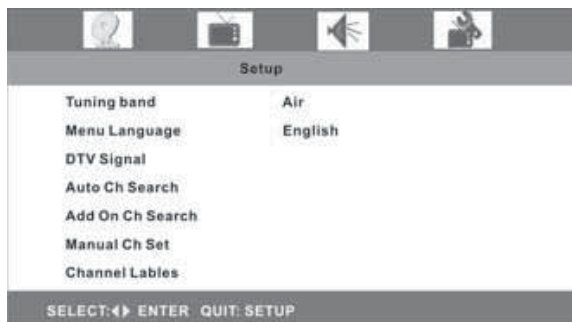 Setup
Tuning band Air
Menu Language English
DTV Signal
Auto Ch Search
Add On Ch Search
Manual Ch Set
Channel Lables
SELECT:◀▶ ENTER QUIT: SETUP